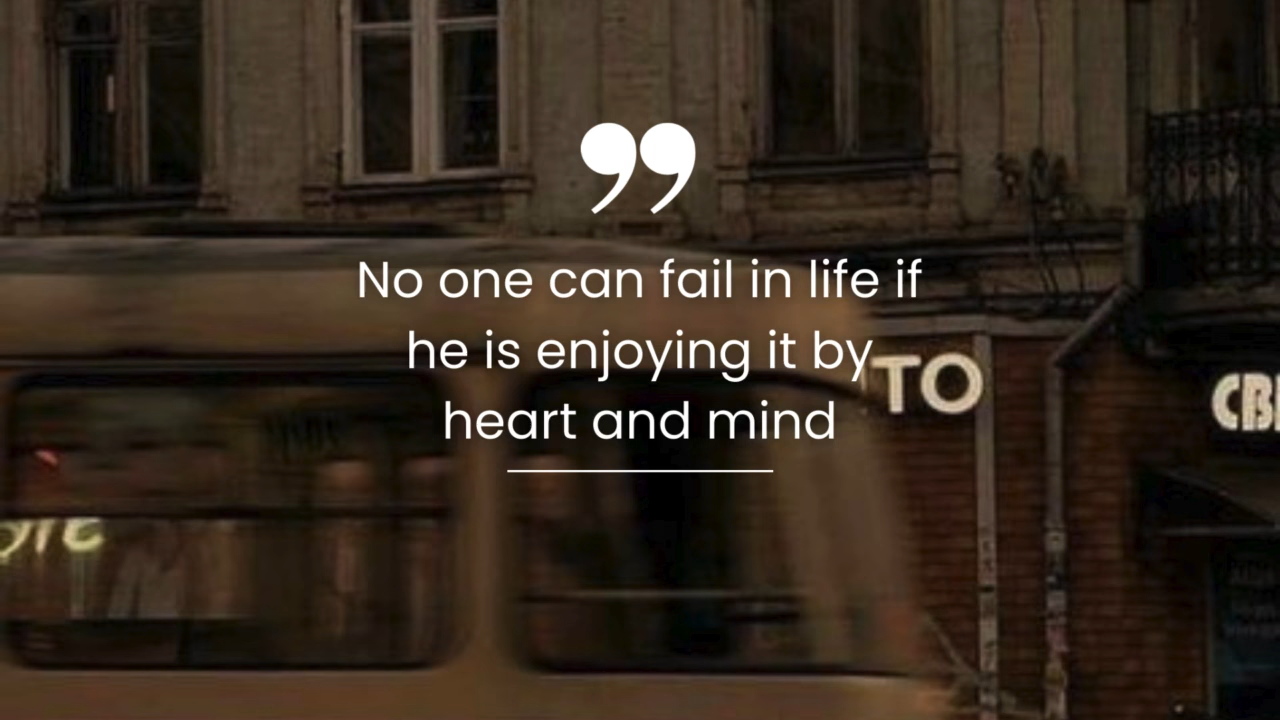 ”
No one can fail in life if
he is enjoying it by
heart and mind
TO